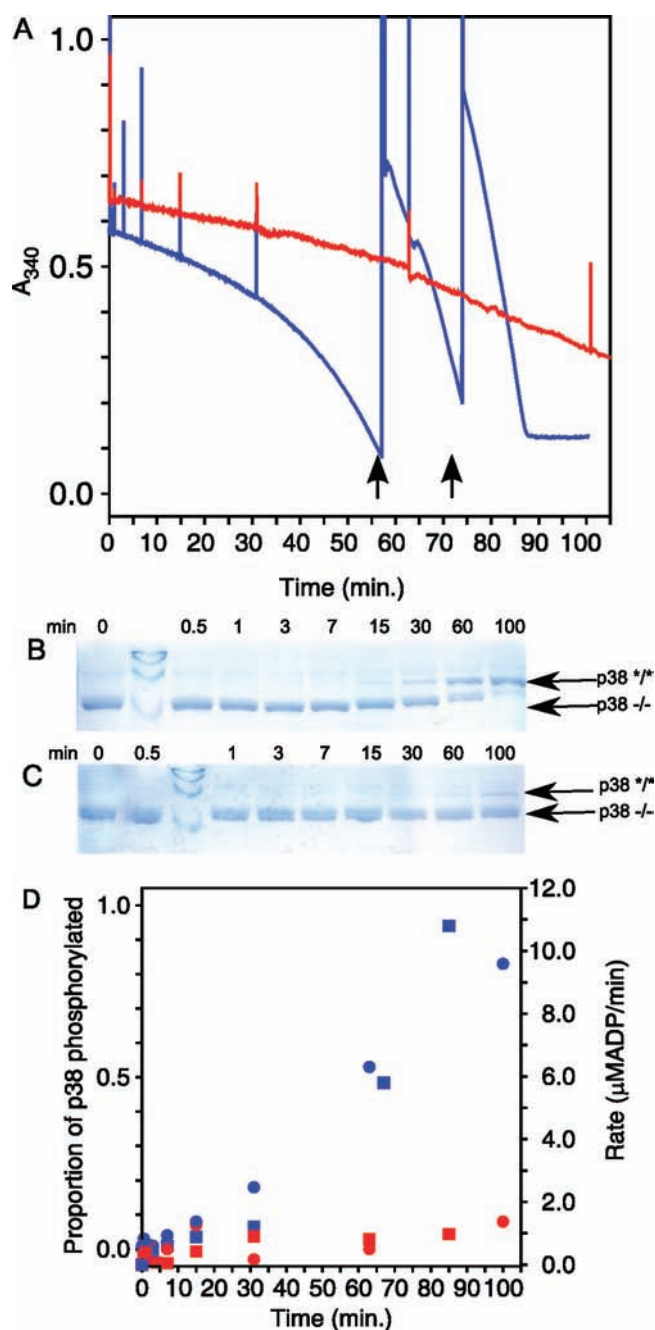 A
1.0
0.5
0.0
A340
0 10 20 30 40 50 60 70 80 90 100
Time (min.)
min 0 0.5 1 3 7 15 30 60 100
B
p38 */*
p38 -/-
min 0 0.5 1 3 7 15 30 60 100
C
p38 */*
p38 -/-
D
1.0
0.5
0.0
Proportion of p38 phosphorylated
12.0
10.0
8.0
6.0
4.0
2.0
0.0
Rate (μMADP/min)
0 10 20 30 40 50 60 70 80 90 100
Time (min.)